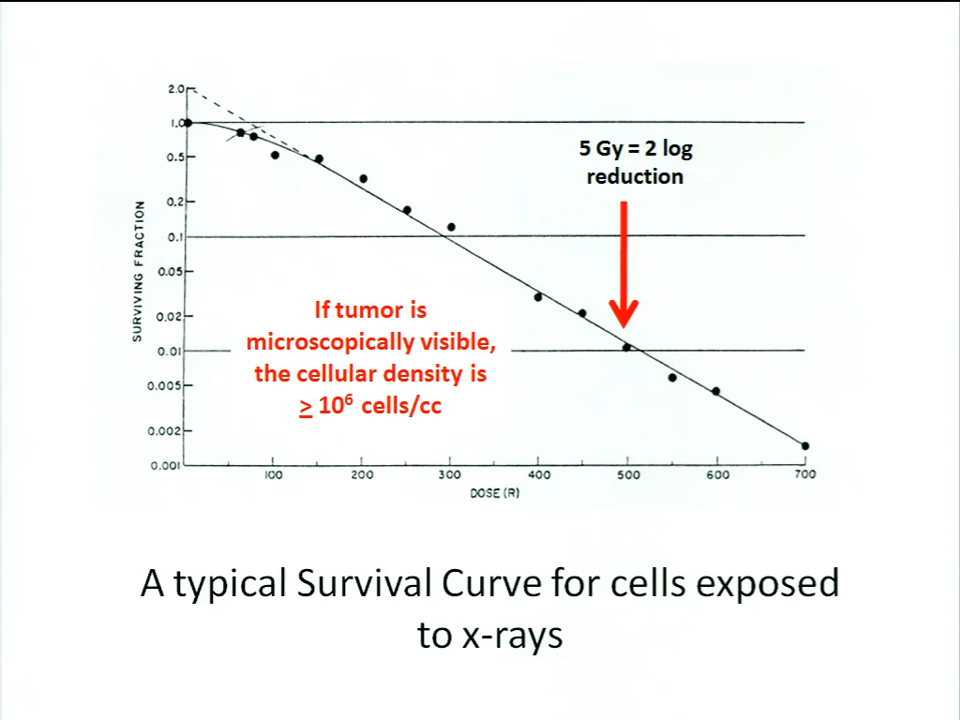 2.0
1.0
0.5
0.2
0.1
0.05
0.02
0.01
0.005
0.002
0.001
SURVIVING FRACTION
5 Gy = 2 log
reduction
If tumor is
microscopically visible,
the cellular density is
≥ 10⁶ cells/cc
100 200 300 400 500 600 700
DOSE (R)
A typical Survival Curve for cells exposed
to x-rays